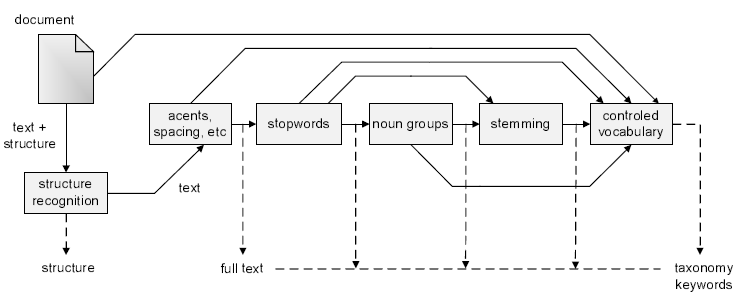 document
text +
structure
acents,
spacing, etc
stopwords
noun groups
stemming
controled
vocabulary
structure
recognition
text
structure
full text
taxonomy
keywords